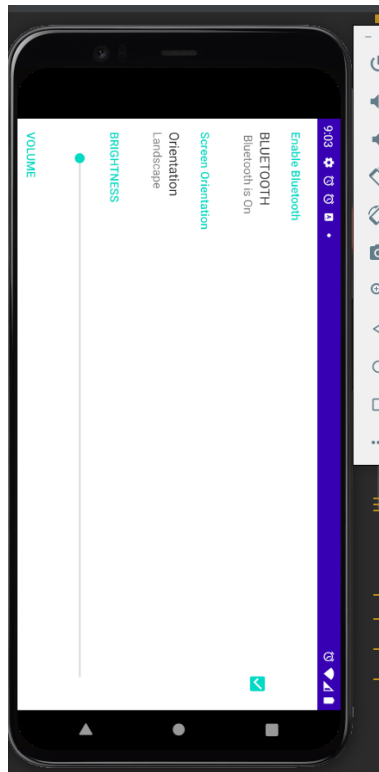 9:03
Enable Bluetooth
BLUETOOTH
Bluetooth is On
Screen Orientation
Orientation
Landscape
BRIGHTNESS
VOLUME